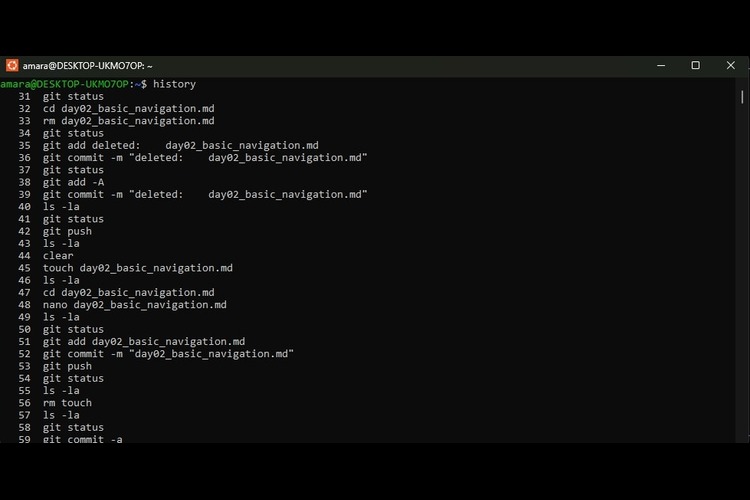 amara@DESKTOP-UKMO7OP: ~
amara@DESKTOP-UKMO7OP:~$ history
31 git status
32 cd day02_basic_navigation.md
33 rm day02_basic_navigation.md
34 git status
35 git add deleted:    day02_basic_navigation.md
36 git commit -m "deleted:    day02_basic_navigation.md"
37 git status
38 git add -A
39 git commit -m "deleted:    day02_basic_navigation.md"
40 ls -la
41 git status
42 git push
43 ls -la
44 clear
45 touch day02_basic_navigation.md
46 ls -la
47 cd day02_basic_navigation.md
48 nano day02_basic_navigation.md
49 ls -la
50 git status
51 git add day02_basic_navigation.md
52 git commit -m "day02_basic_navigation.md"
53 git push
54 git status
55 ls -la
56 rm touch
57 ls -la
58 git status
59 git commit -a